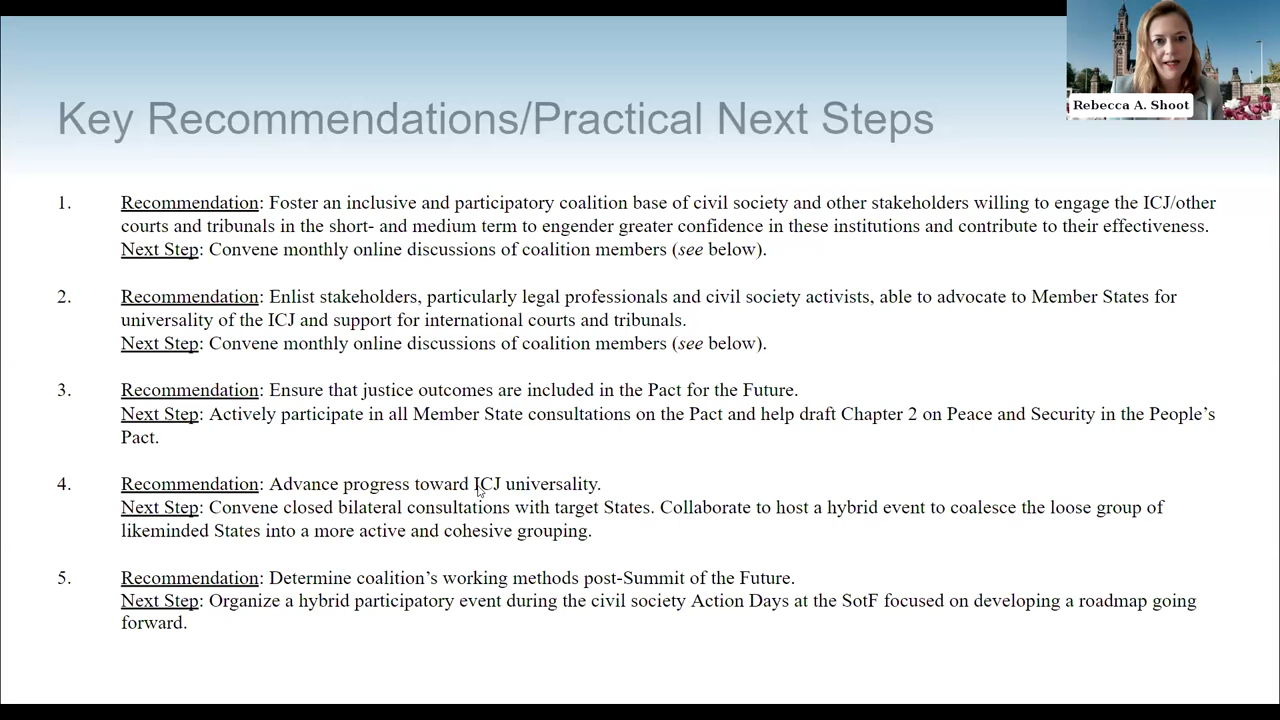 Rebecca A. Shoot
Key Recommendations/Practical Next Steps
1. Recommendation: Foster an inclusive and participatory coalition base of civil society and other stakeholders willing to engage the ICJ/other
courts and tribunals in the short- and medium term to engender greater confidence in these institutions and contribute to their effectiveness.
Next Step: Convene monthly online discussions of coalition members (see below).
2. Recommendation: Enlist stakeholders, particularly legal professionals and civil society activists, able to advocate to Member States for
universality of the ICJ and support for international courts and tribunals.
Next Step: Convene monthly online discussions of coalition members (see below).
3. Recommendation: Ensure that justice outcomes are included in the Pact for the Future.
Next Step: Actively participate in all Member State consultations on the Pact and help draft Chapter 2 on Peace and Security in the People’s
Pact.
4. Recommendation: Advance progress toward ICJ universality.
Next Step: Convene closed bilateral consultations with target States. Collaborate to host a hybrid event to coalesce the loose group of
likeminded States into a more active and cohesive grouping.
5. Recommendation: Determine coalition’s working methods post-Summit of the Future.
Next Step: Organize a hybrid participatory event during the civil society Action Days at the SotF focused on developing a roadmap going
forward.